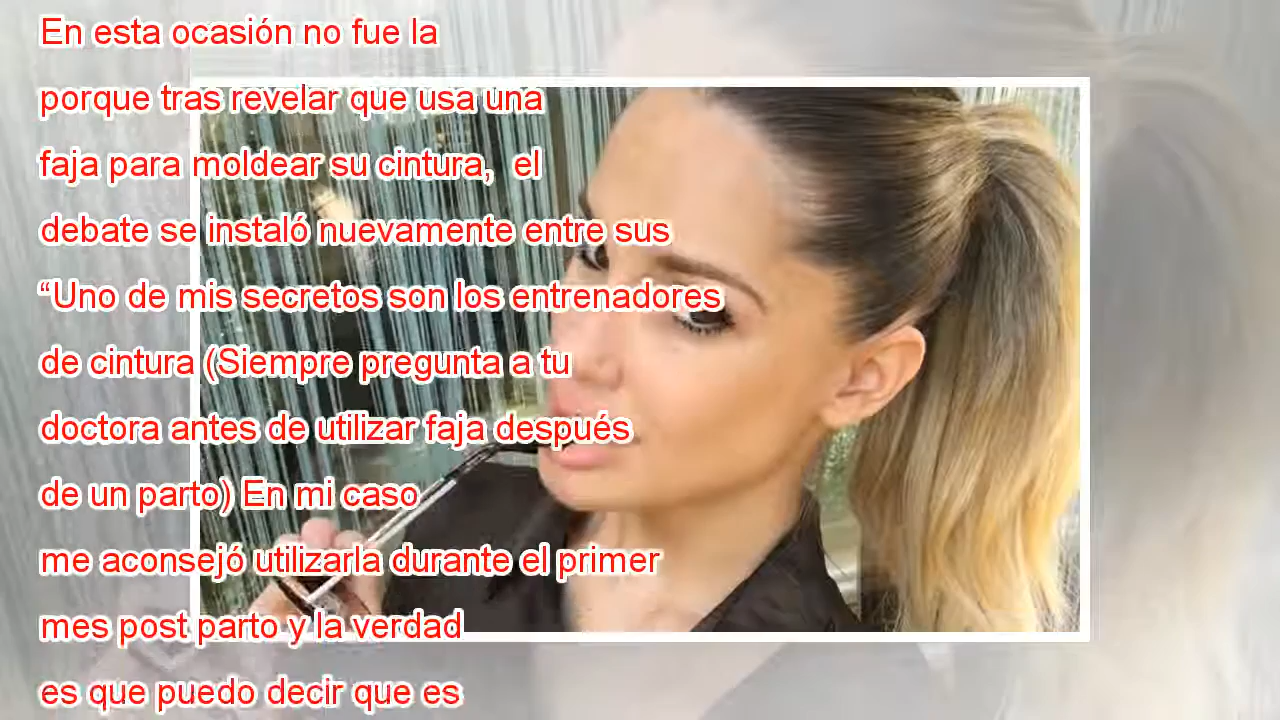 En esta ocasión no fue la
porque tras revelar que usa una
faja para moldear su cintura,  el
debate se instaló nuevamente entre sus
“Uno de mis secretos son los entrenadores
de cintura (Siempre pregunta a tu
doctora antes de utilizar faja después
de un parto) En mi caso
me aconsejó utilizarla durante el primer
mes post parto y la verdad
es que puedo decir que es